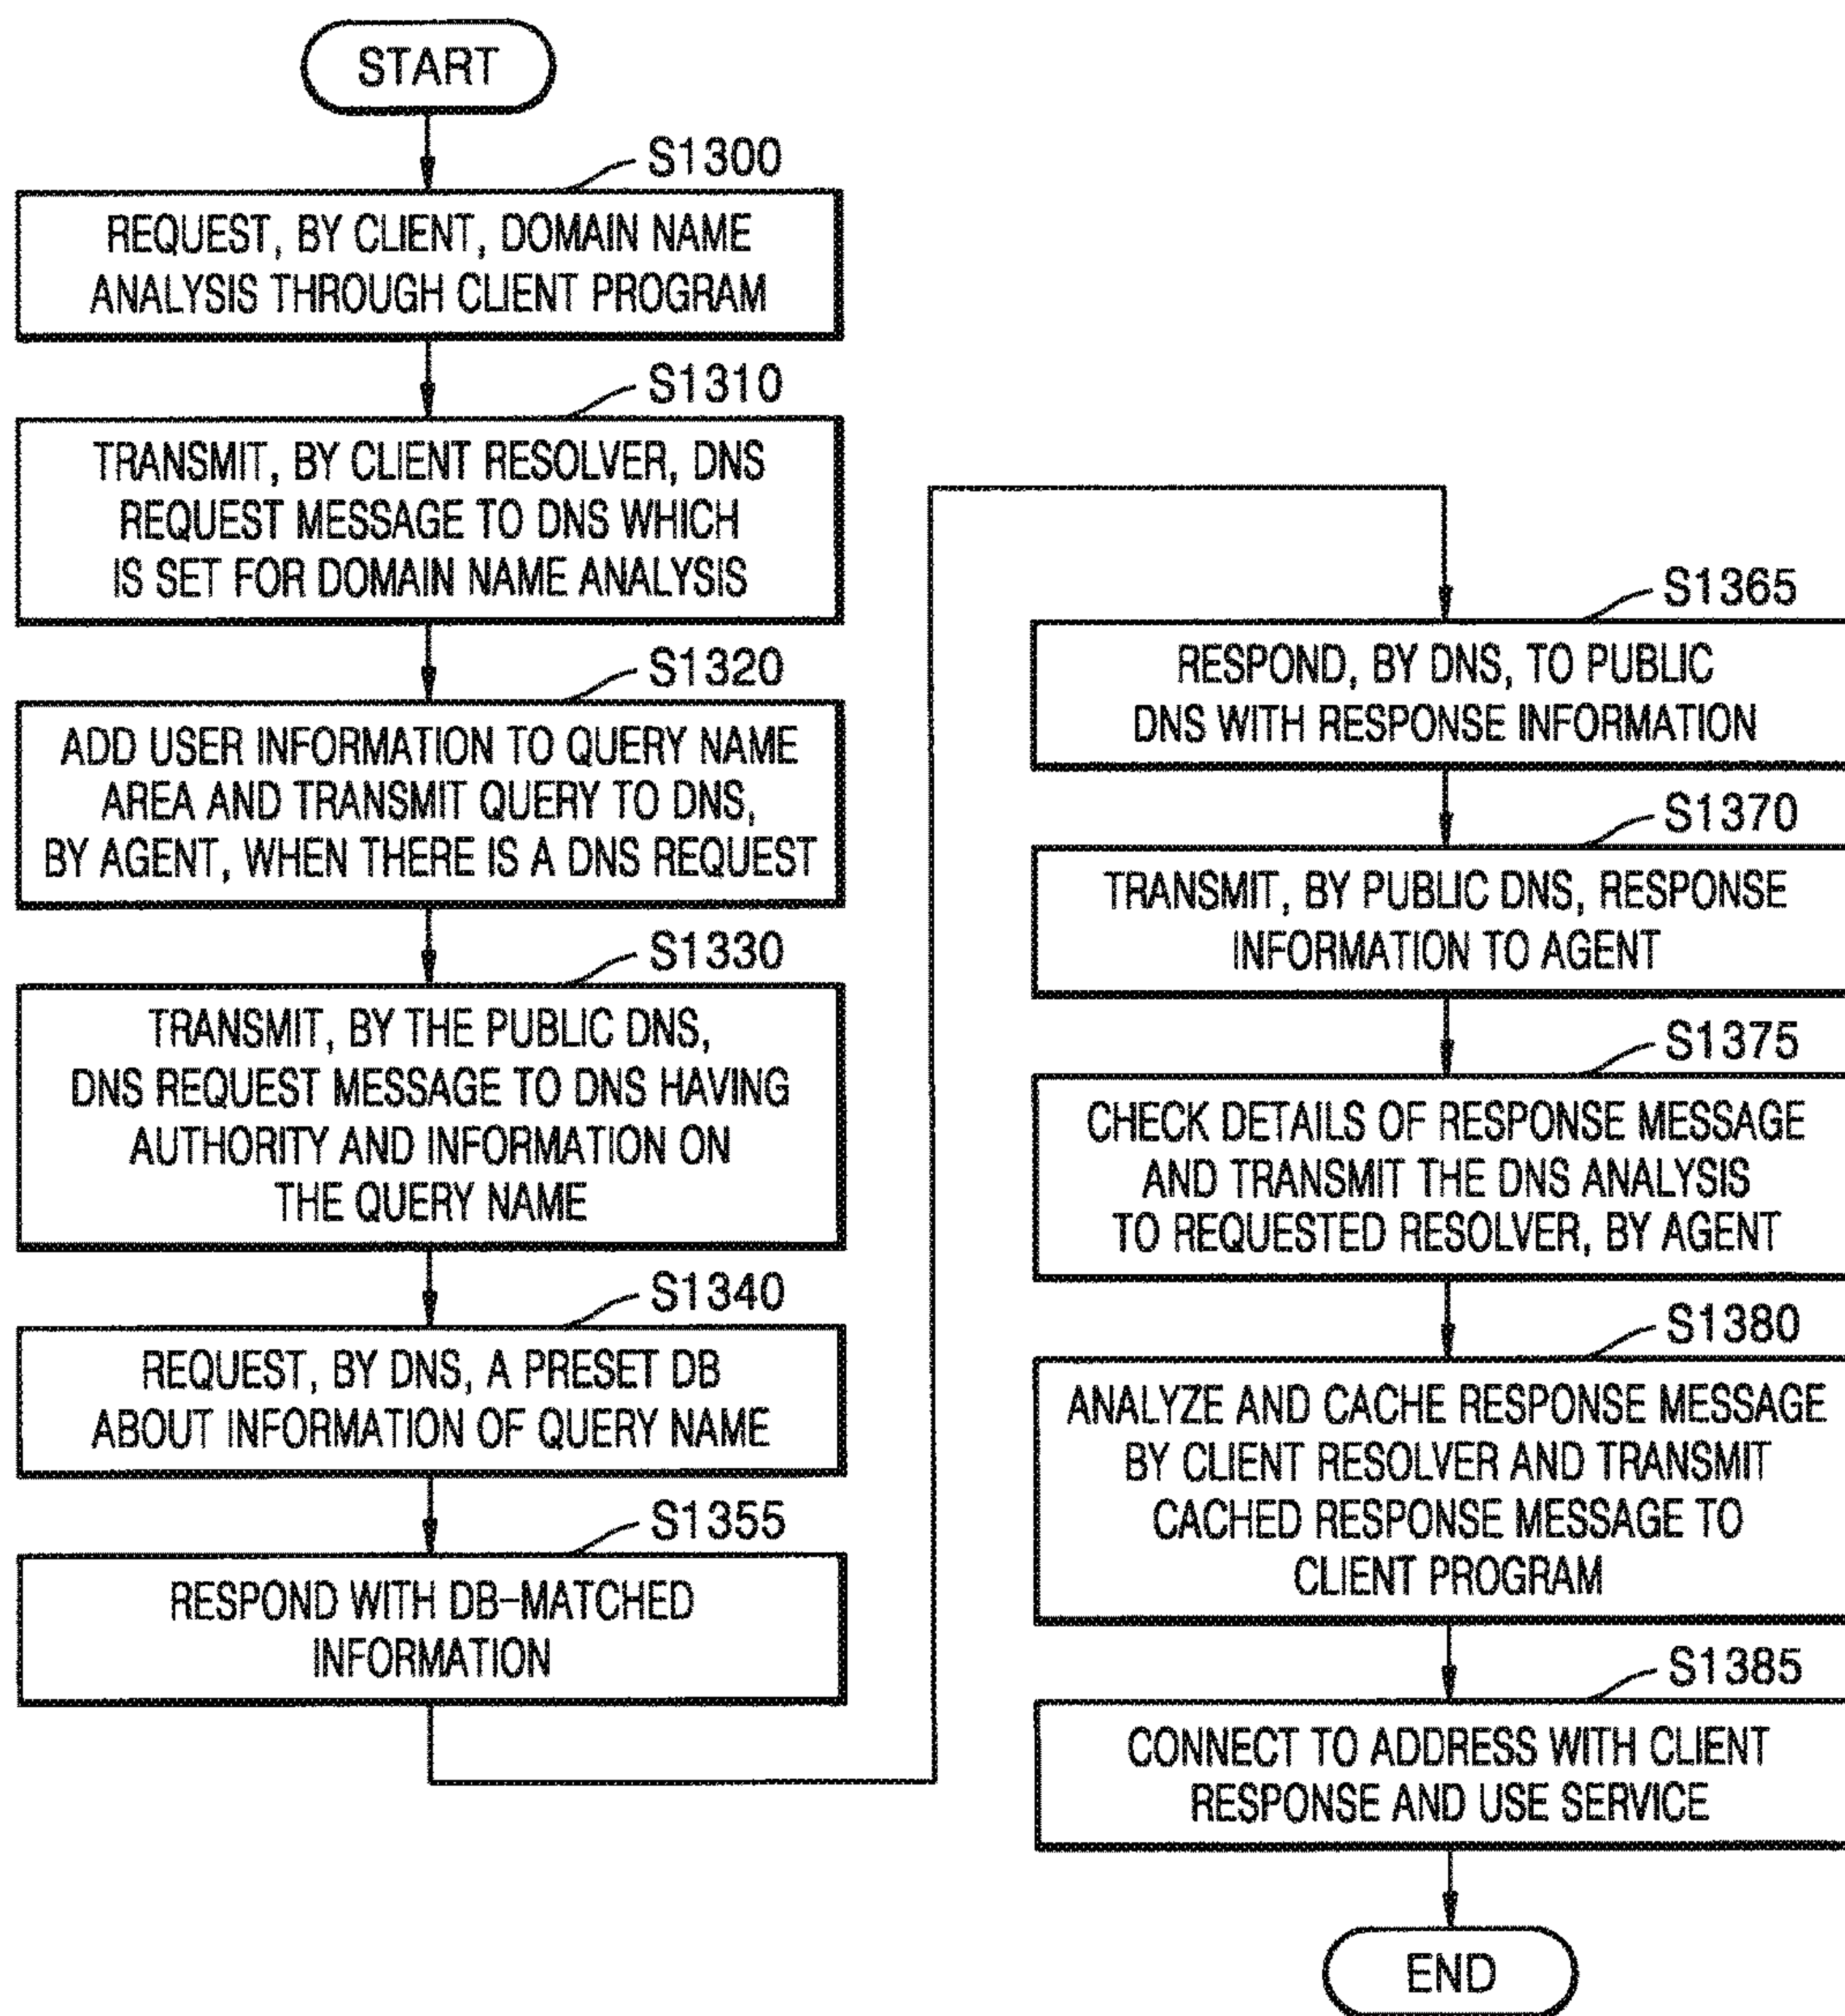 START
S1300
REQUEST, BY CLIENT, DOMAIN NAME
ANALYSIS THROUGH CLIENT PROGRAM
S1310
TRANSMIT, BY CLIENT RESOLVER, DNS
REQUEST MESSAGE TO DNS WHICH
IS SET FOR DOMAIN NAME ANALYSIS
S1320
ADD USER INFORMATION TO QUERY NAME
AREA AND TRANSMIT QUERY TO DNS,
BY AGENT, WHEN THERE IS A DNS REQUEST
S1330
TRANSMIT, BY THE PUBLIC DNS,
DNS REQUEST MESSAGE TO DNS HAVING
AUTHORITY AND INFORMATION ON
THE QUERY NAME
S1340
REQUEST, BY DNS, A PRESET DB
ABOUT INFORMATION OF QUERY NAME
S1355
RESPOND WITH DB-MATCHED
INFORMATION
S1365
RESPOND, BY DNS, TO PUBLIC
DNS WITH RESPONSE INFORMATION
S1370
TRANSMIT, BY PUBLIC DNS, RESPONSE
INFORMATION TO AGENT
S1375
CHECK DETAILS OF RESPONSE MESSAGE
AND TRANSMIT THE DNS ANALYSIS
TO REQUESTED RESOLVER, BY AGENT
S1380
ANALYZE AND CACHE RESPONSE MESSAGE
BY CLIENT RESOLVER AND TRANSMIT
CACHED RESPONSE MESSAGE TO
CLIENT PROGRAM
S1385
CONNECT TO ADDRESS WITH CLIENT
RESPONSE AND USE SERVICE
END